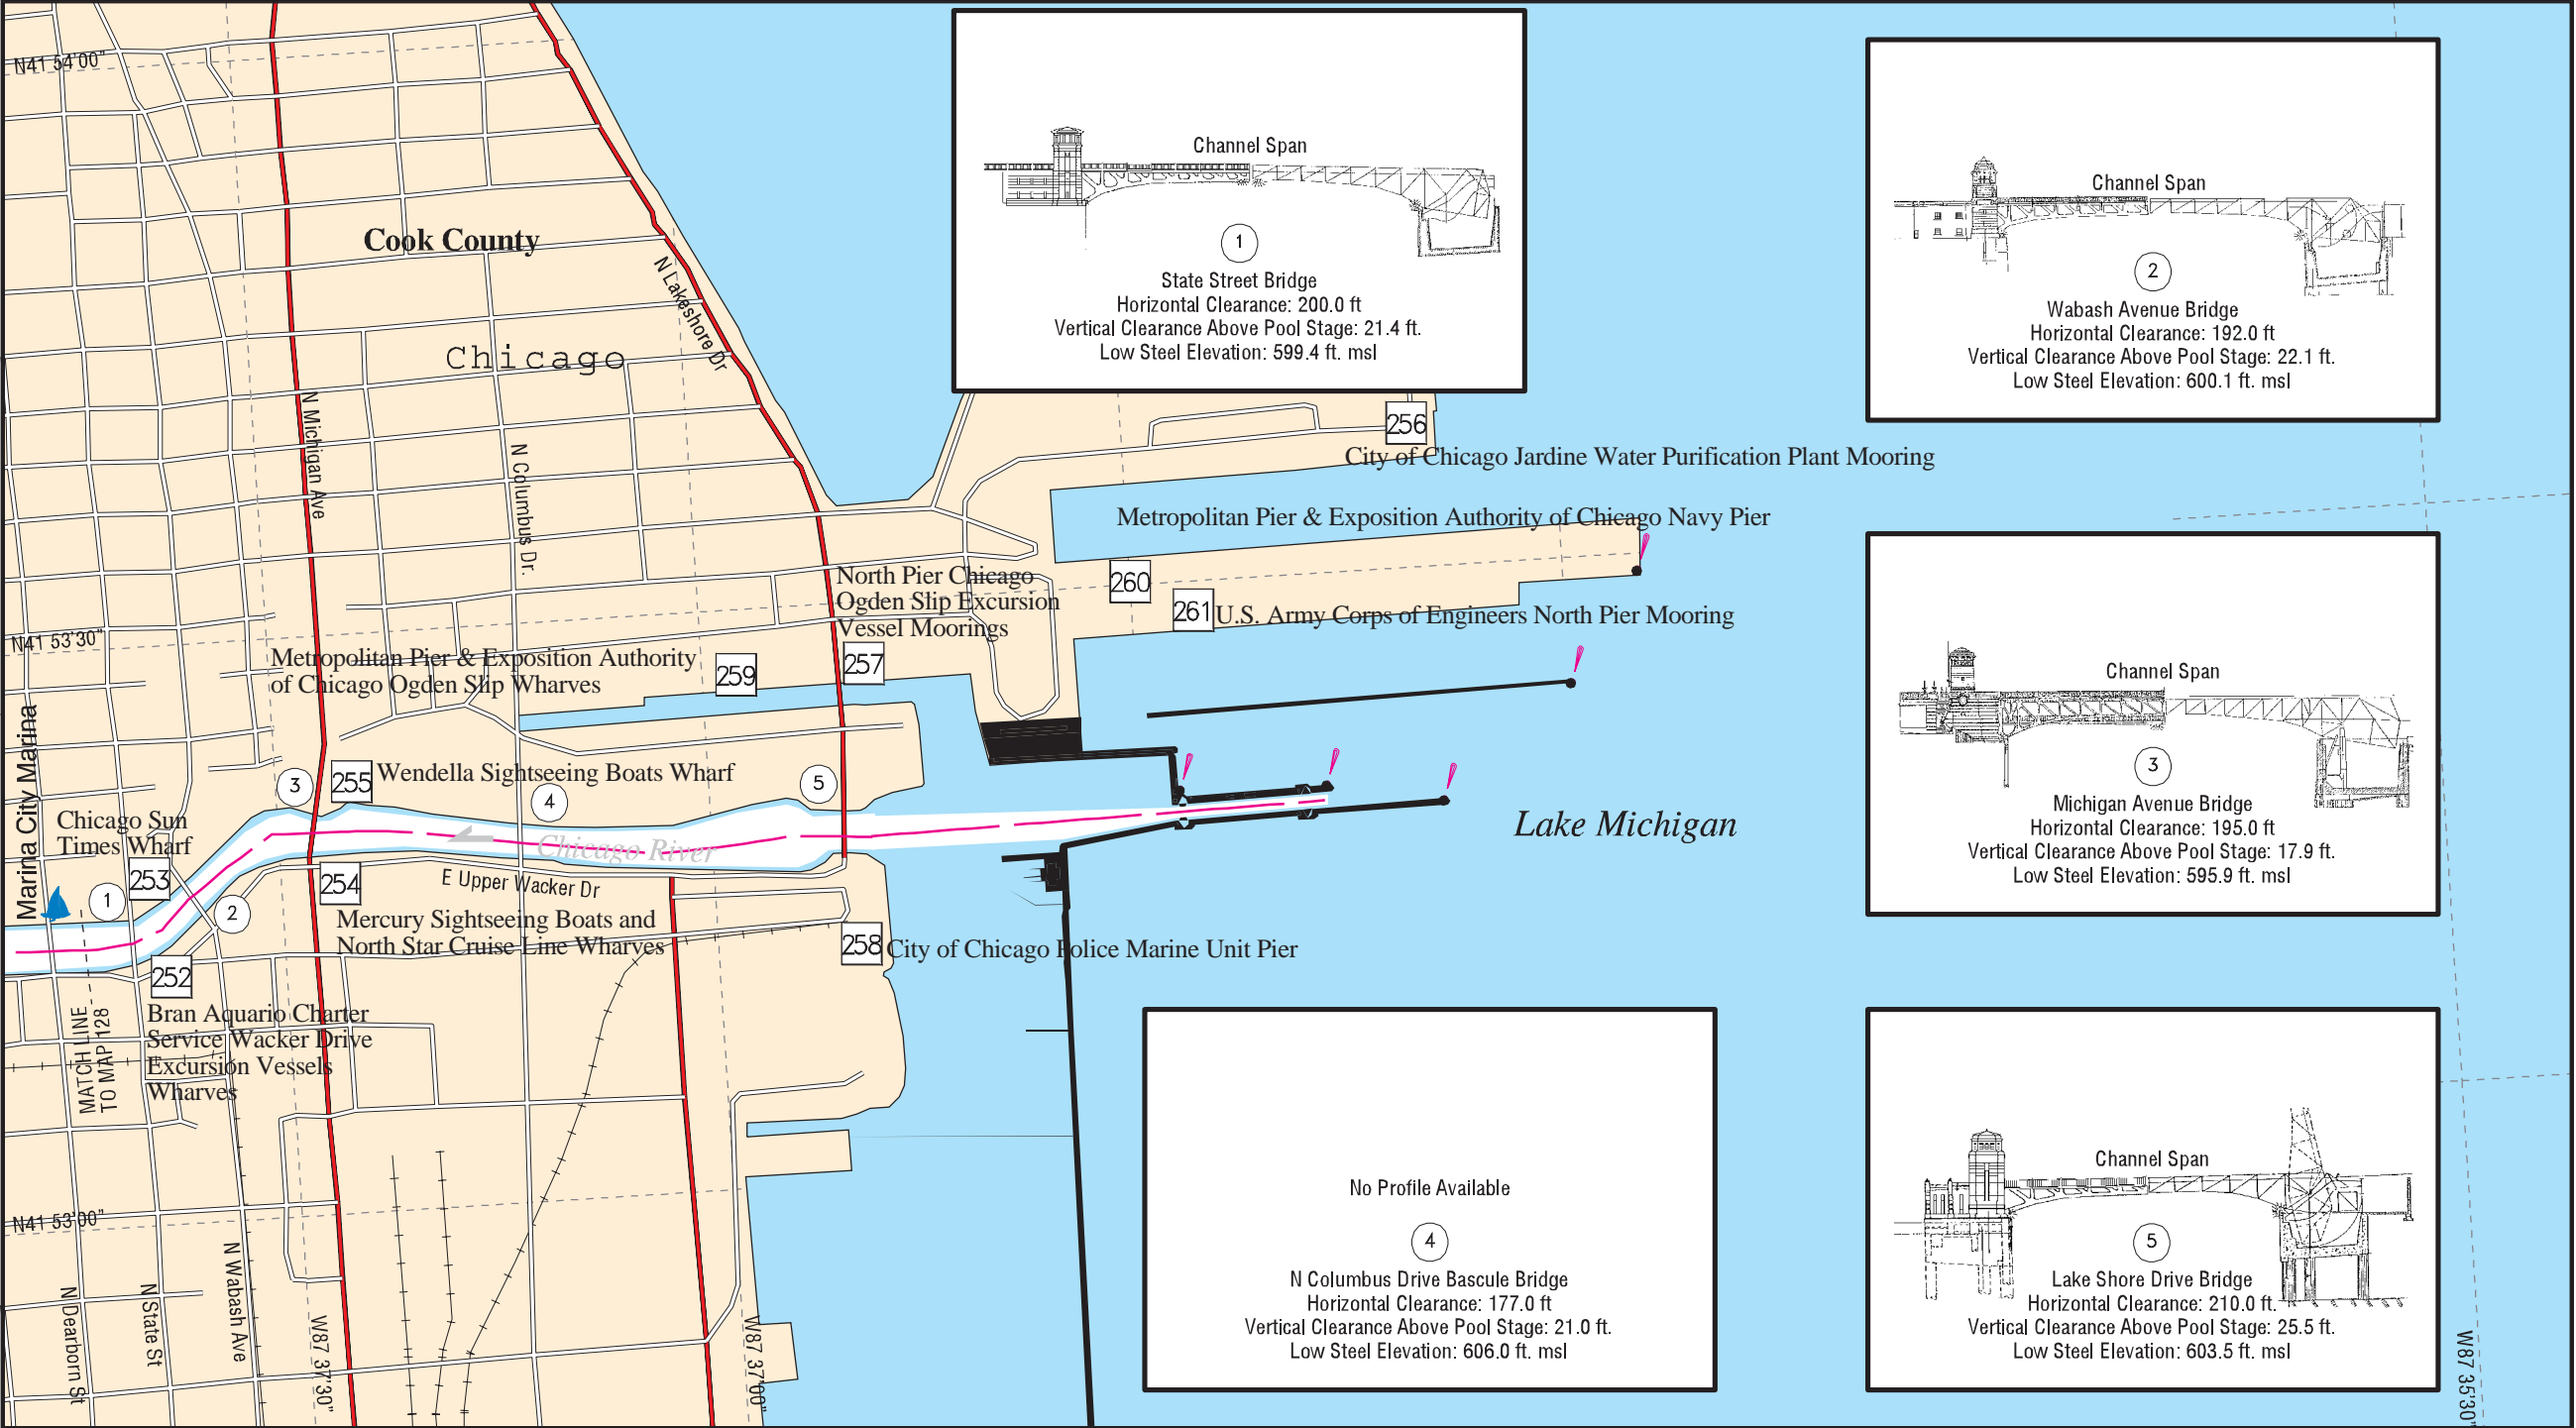 N41 54'00"
Cook County
Chicago
N Lakeshore Dr
N Michigan Ave
N Columbus Dr.
Channel Span
1
State Street Bridge
Horizontal Clearance: 200.0 ft
Vertical Clearance Above Pool Stage: 21.4 ft.
Low Steel Elevation: 599.4 ft. msl
Channel Span
2
Wabash Avenue Bridge
Horizontal Clearance: 192.0 ft
Vertical Clearance Above Pool Stage: 22.1 ft.
Low Steel Elevation: 600.1 ft. msl
256
City of Chicago Jardine Water Purification Plant Mooring
Metropolitan Pier & Exposition Authority of Chicago Navy Pier
260
261
U.S. Army Corps of Engineers North Pier Mooring
North Pier Chicago
Ogden Slip Excursion
Vessel Moorings
257
N41 53'30"
Metropolitan Pier & Exposition Authority
of Chicago Ogden Slip Wharves
259
Channel Span
3
Michigan Avenue Bridge
Horizontal Clearance: 195.0 ft
Vertical Clearance Above Pool Stage: 17.9 ft.
Low Steel Elevation: 595.9 ft. msl
Marina City Marina
3
255
Wendella Sightseeing Boats Wharf
4
5
Chicago Sun
Times Wharf
253
1
2
Chicago River
Lake Michigan
254
E Upper Wacker Dr
Mercury Sightseeing Boats and
North Star Cruise Line Wharves
258
City of Chicago Police Marine Unit Pier
252
Bran Aquario Charter
Service Wacker Drive
Excursion Vessels
Wharves
MATCH LINE
TO MAP 128
N41 53'00"
N Dearborn St
N State St
N Wabash Ave
W87 37'30"
W87 37'00"
No Profile Available
4
N Columbus Drive Bascule Bridge
Horizontal Clearance: 177.0 ft
Vertical Clearance Above Pool Stage: 21.0 ft.
Low Steel Elevation: 606.0 ft. msl
Channel Span
5
Lake Shore Drive Bridge
Horizontal Clearance: 210.0 ft.
Vertical Clearance Above Pool Stage: 25.5 ft.
Low Steel Elevation: 603.5 ft. msl
W87 35'30"